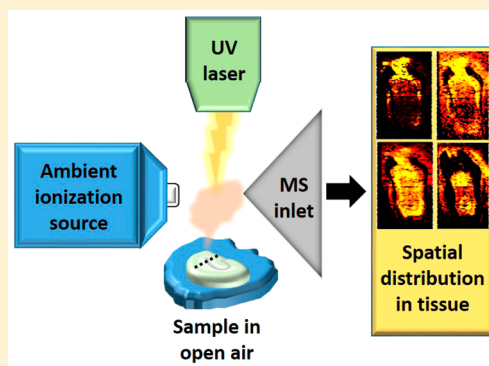 UV
laser
Ambient
ionization
source
MS
inlet
Sample in
open air
Spatial
distribution
in tissue